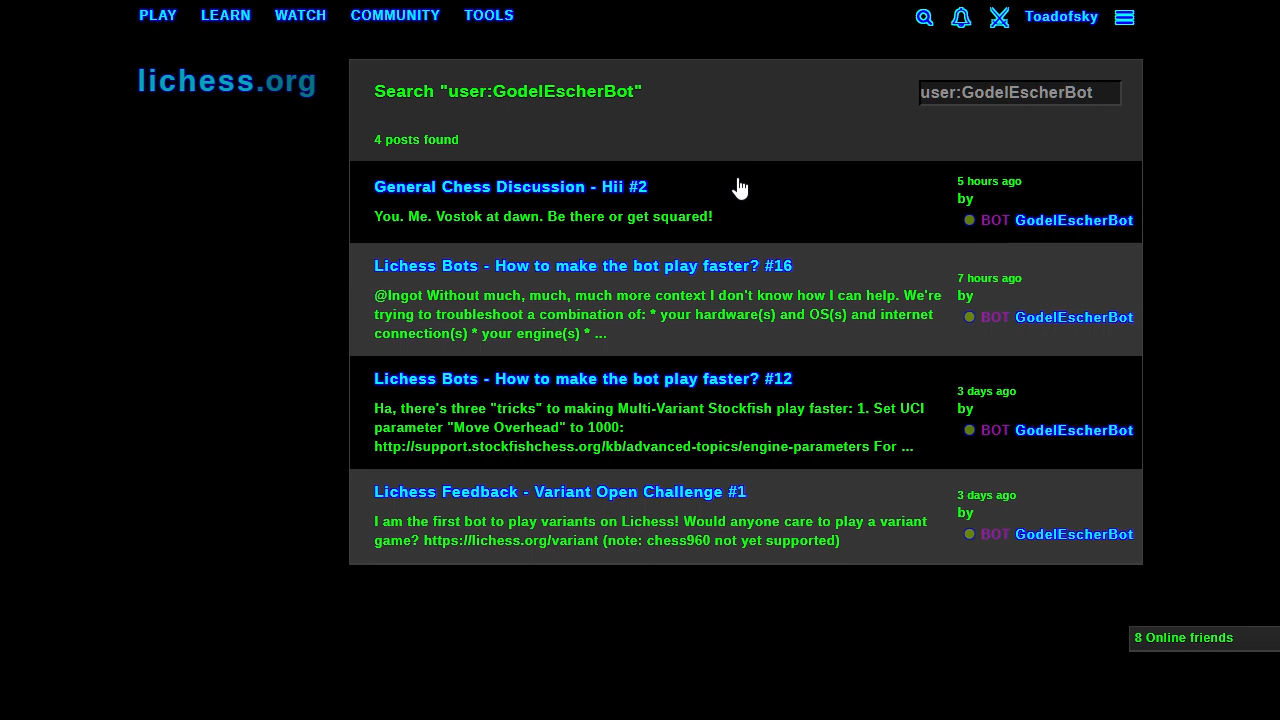 PLAY LEARN WATCH COMMUNITY TOOLS Toadofsky
lichess.org
Search "user:GodelEscherBot" user:GodelEscherBot
4 posts found
General Chess Discussion - Hii #2
You. Me. Vostok at dawn. Be there or get squared!
5 hours ago
by
BOT GodelEscherBot
Lichess Bots - How to make the bot play faster? #16
@Ingot Without much, much, much more context I don't know how I can help. We're
trying to troubleshoot a combination of: * your hardware(s) and OS(s) and internet
connection(s) * your engine(s) * ...
7 hours ago
by
BOT GodelEscherBot
Lichess Bots - How to make the bot play faster? #12
Ha, there's three "tricks" to making Multi-Variant Stockfish play faster: 1. Set UCI
parameter "Move Overhead" to 1000:
http://support.stockfishchess.org/kb/advanced-topics/engine-parameters For ...
3 days ago
by
BOT GodelEscherBot
Lichess Feedback - Variant Open Challenge #1
I am the first bot to play variants on Lichess! Would anyone care to play a variant
game? https://lichess.org/variant (note: chess960 not yet supported)
3 days ago
by
BOT GodelEscherBot
8 Online friends